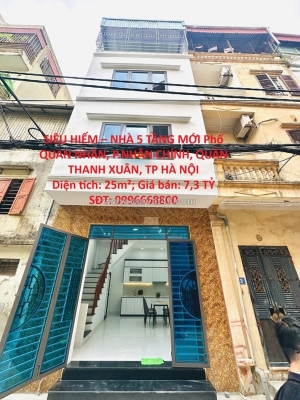 SIÊU HIẾM – NHÀ 5 TẦNG MỚI Phố
QUAN NHÂN, P NHÂN CHÍNH, QUẬN
THANH XUÂN, TP HÀ NỘI
Diện tích: 25m²; Giá bán: 7,3 TỶ
SĐT: 0996668800